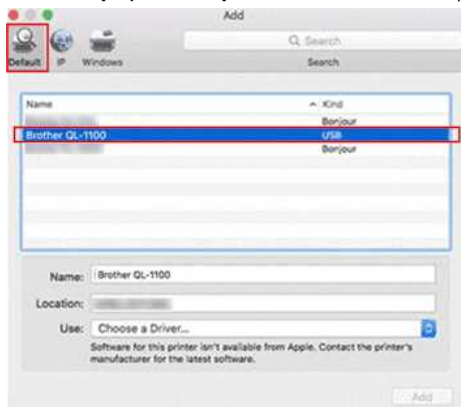 Add
Search
Default IP Windows Search
Name Kind
Bonjour
Brother QL-1100 USB
Bonjour
Name: Brother QL-1100
Location:
Use: Choose a Driver...
Software for this printer isn't available from Apple. Contact the printer's
manufacturer for the latest software.
Add